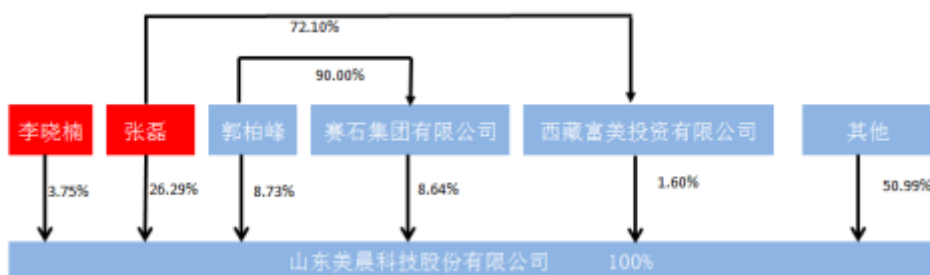 72.10%
90.00%
李晓楠
张磊
郭柏峰
赛石集团有限公司
西藏富美投资有限公司
其他
3.75%
26.29%
8.73%
8.64%
1.60%
50.99%
山东美晨科技股份有限公司 100%